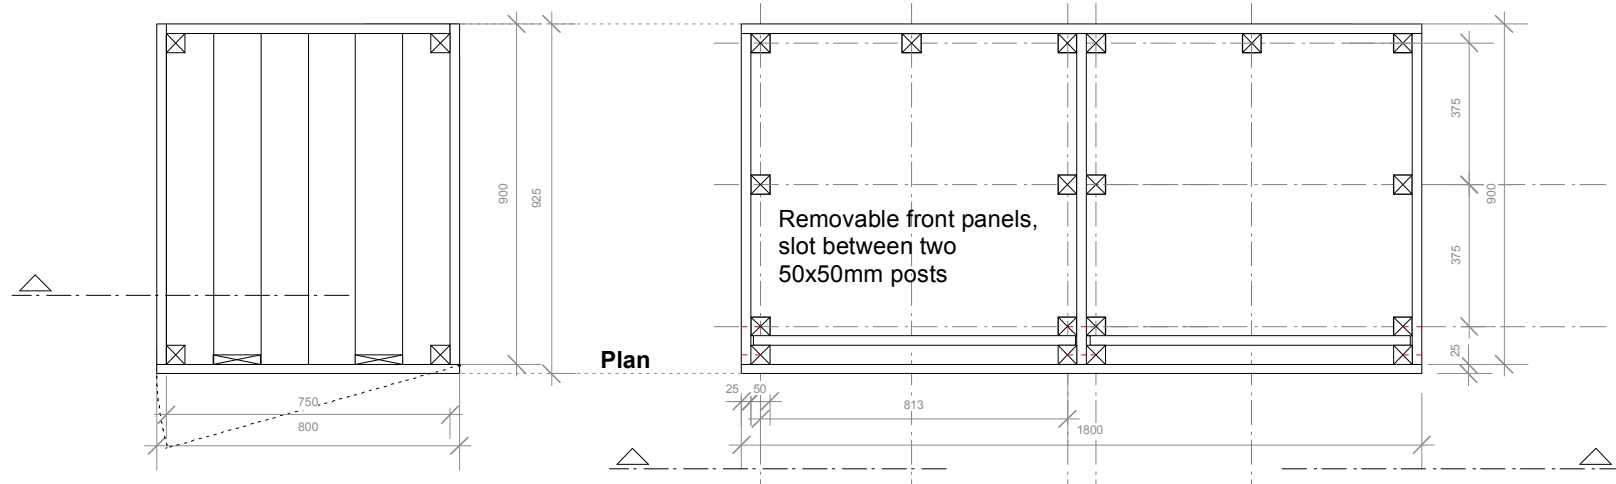 900
925
375
900
375
Removable front panels,
slot between two
50x50mm posts
25
Plan
25 50
750
813
800
1800